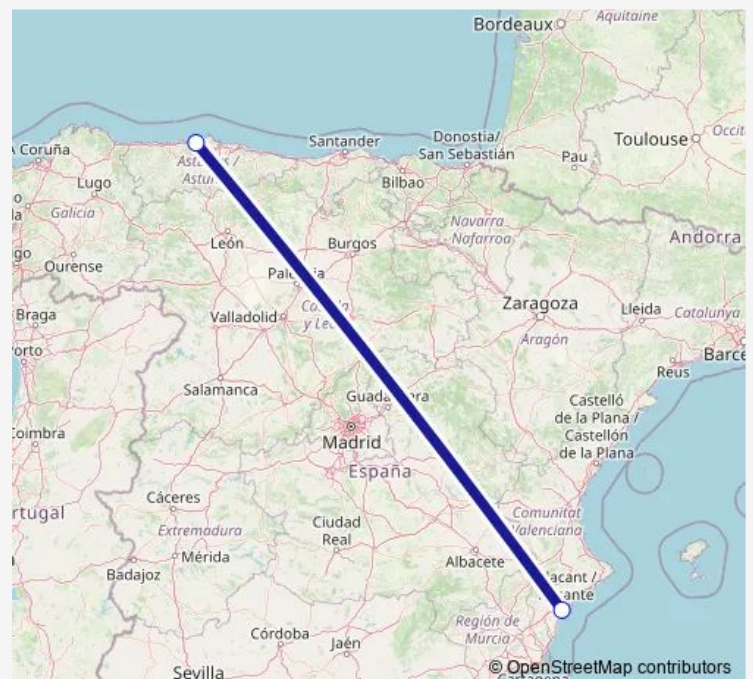 Bordeaux
Aquitaine
A Coruña
Santander
Donostia/
San Sebastián
Toulouse
Pau
Lugo
Bilbao
Galicia
Navarra
Nafarroa
León
Burgos
Andorra
Ourense
Braga
Valladolid
Zaragoza
Lleida
Catalunya
Aragón
Salamanca
Reus
Castelló
de la Plana /
Castellón
de la Plana
Madrid
España
Cáceres
Extremadura
Ciudad
Real
Comunitat
Valenciana
Mérida
Badajoz
Albacete
Región de
Murcia
Córdoba
Jaén
Sevilla
© OpenStreetMap contributors